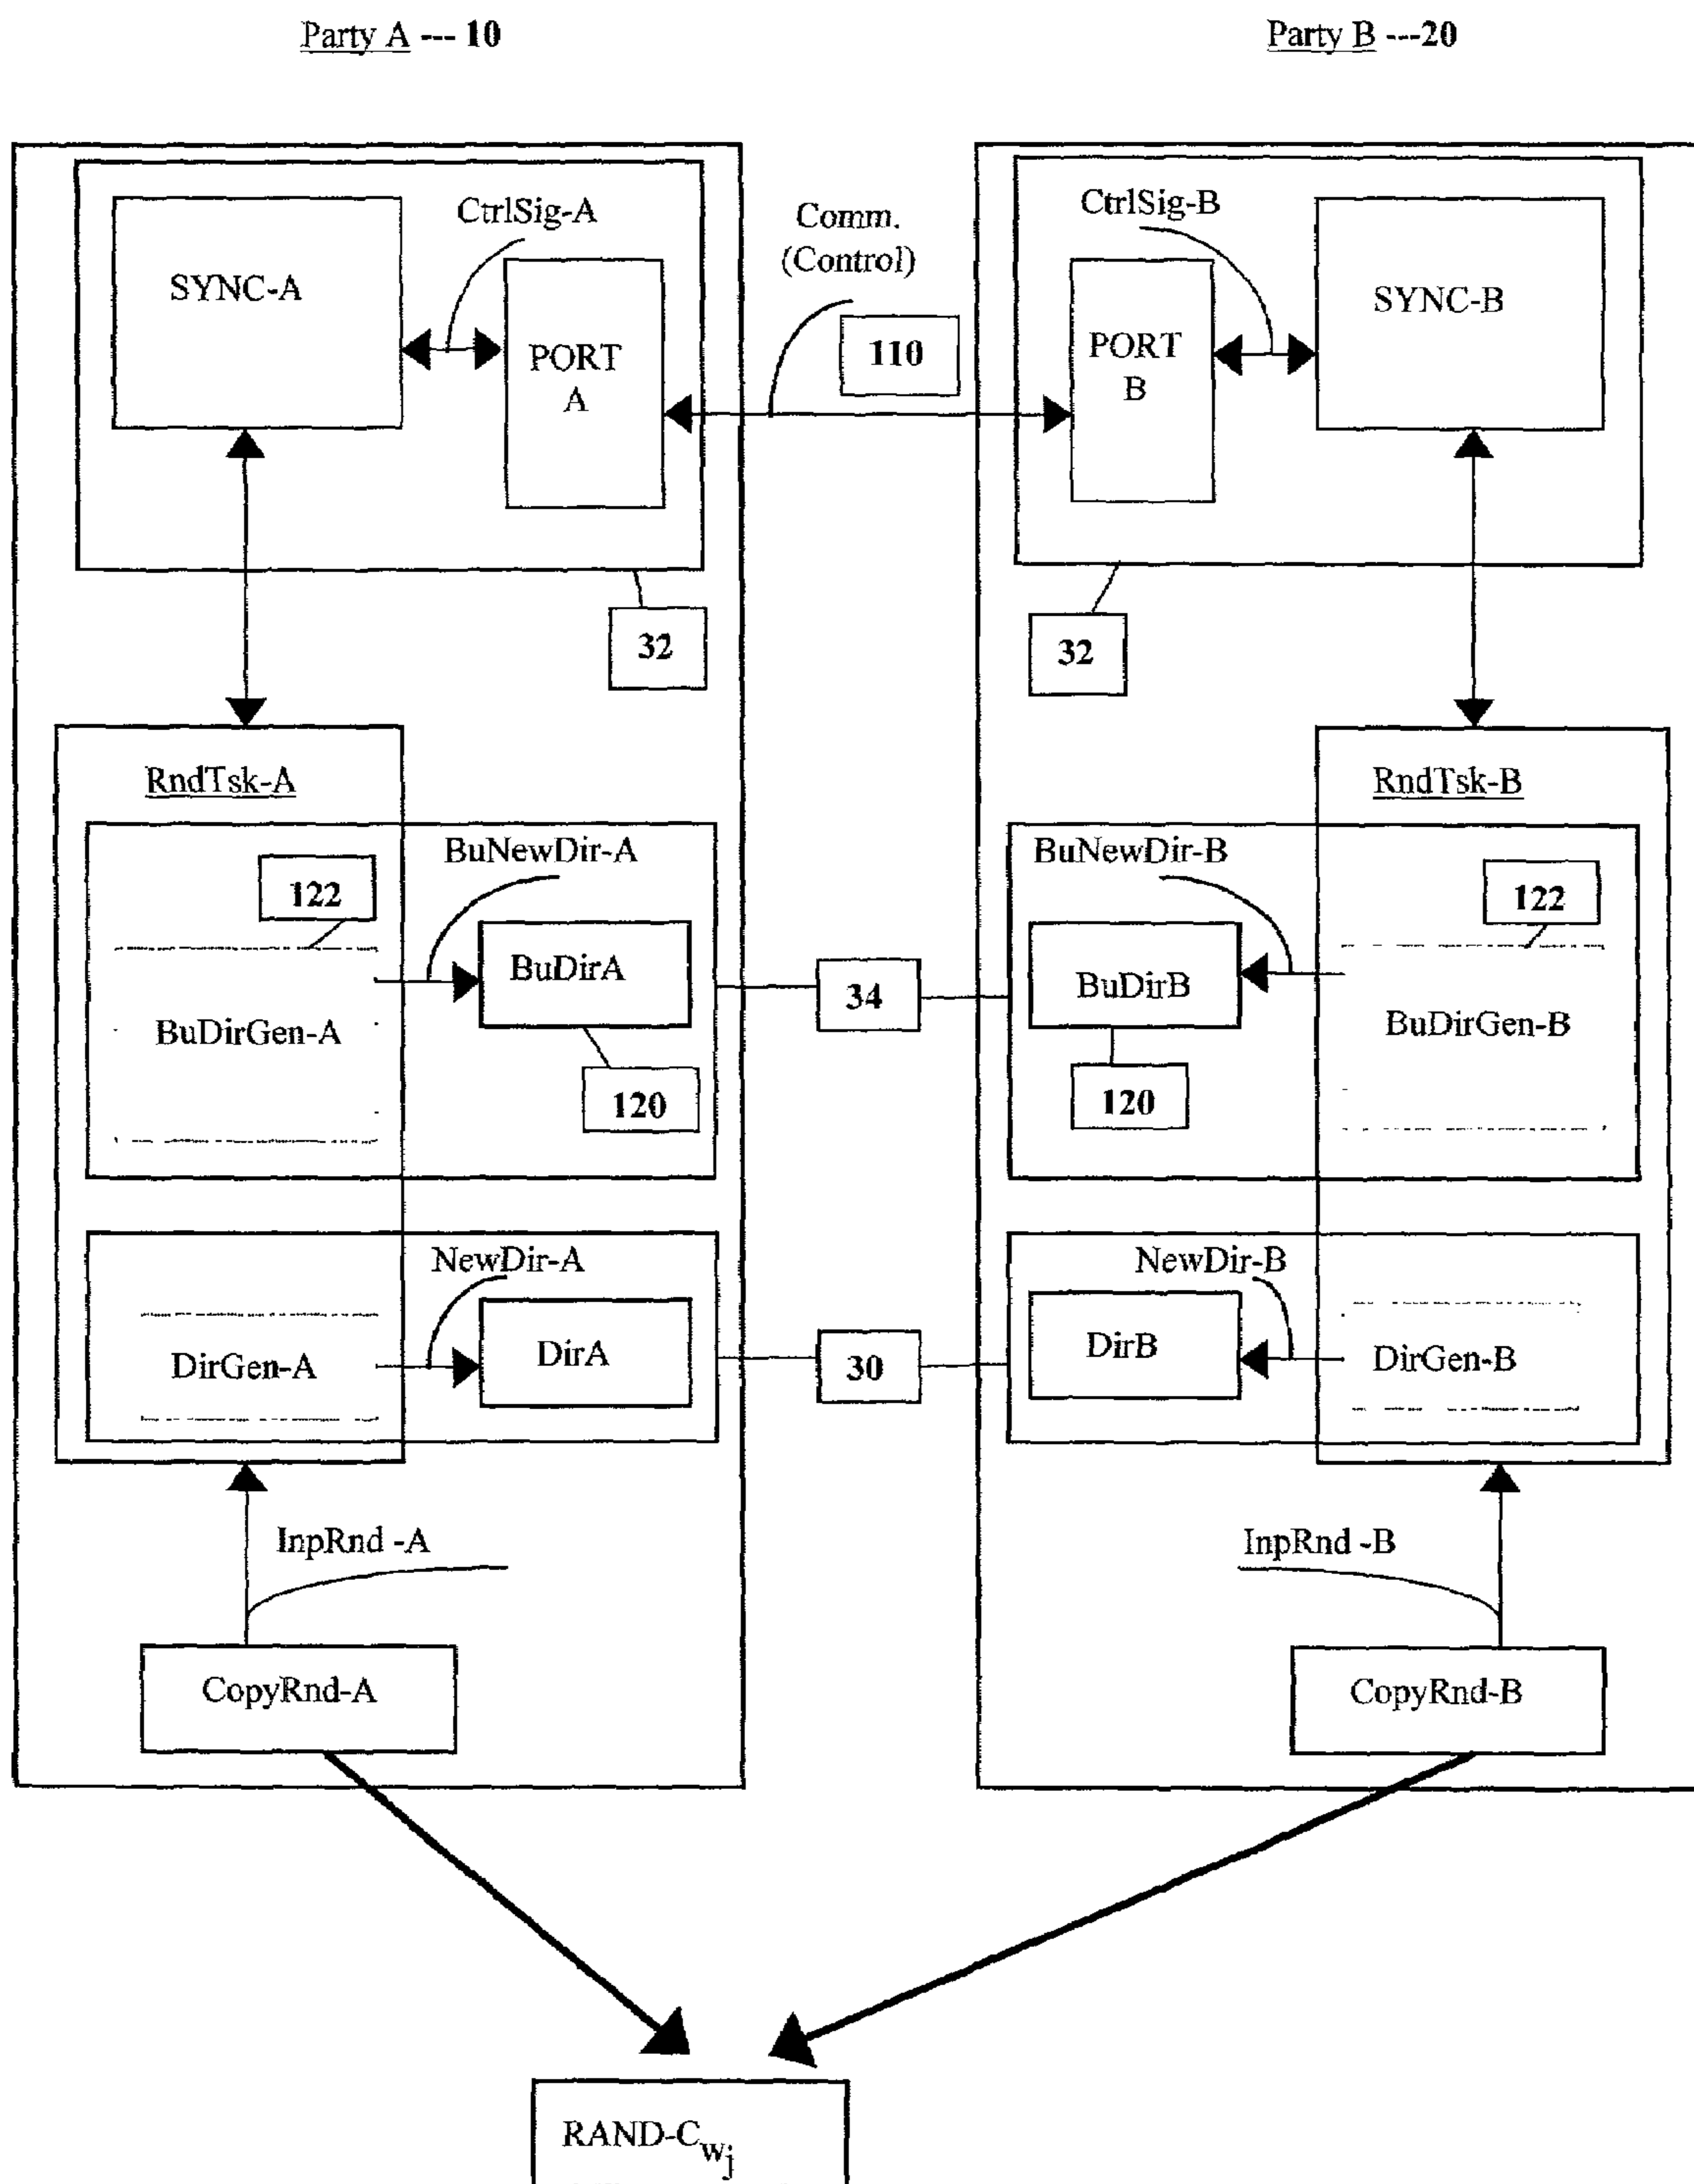 Party A --- 10
Party B ---20
CtrlSig-A
Comm.
(Control)
CtrlSig-B
SYNC-A
PORT
A
110
PORT
B
SYNC-B
32
32
RndTsk-A
RndTsk-B
BuNewDir-A
BuNewDir-B
122
122
BuDirA
34
BuDirB
BuDirGen-A
BuDirGen-B
120
120
NewDir-A
NewDir-B
DirGen-A
DirA
30
DirB
DirGen-B
InpRnd -A
InpRnd -B
CopyRnd-A
CopyRnd-B
RAND-Cwj